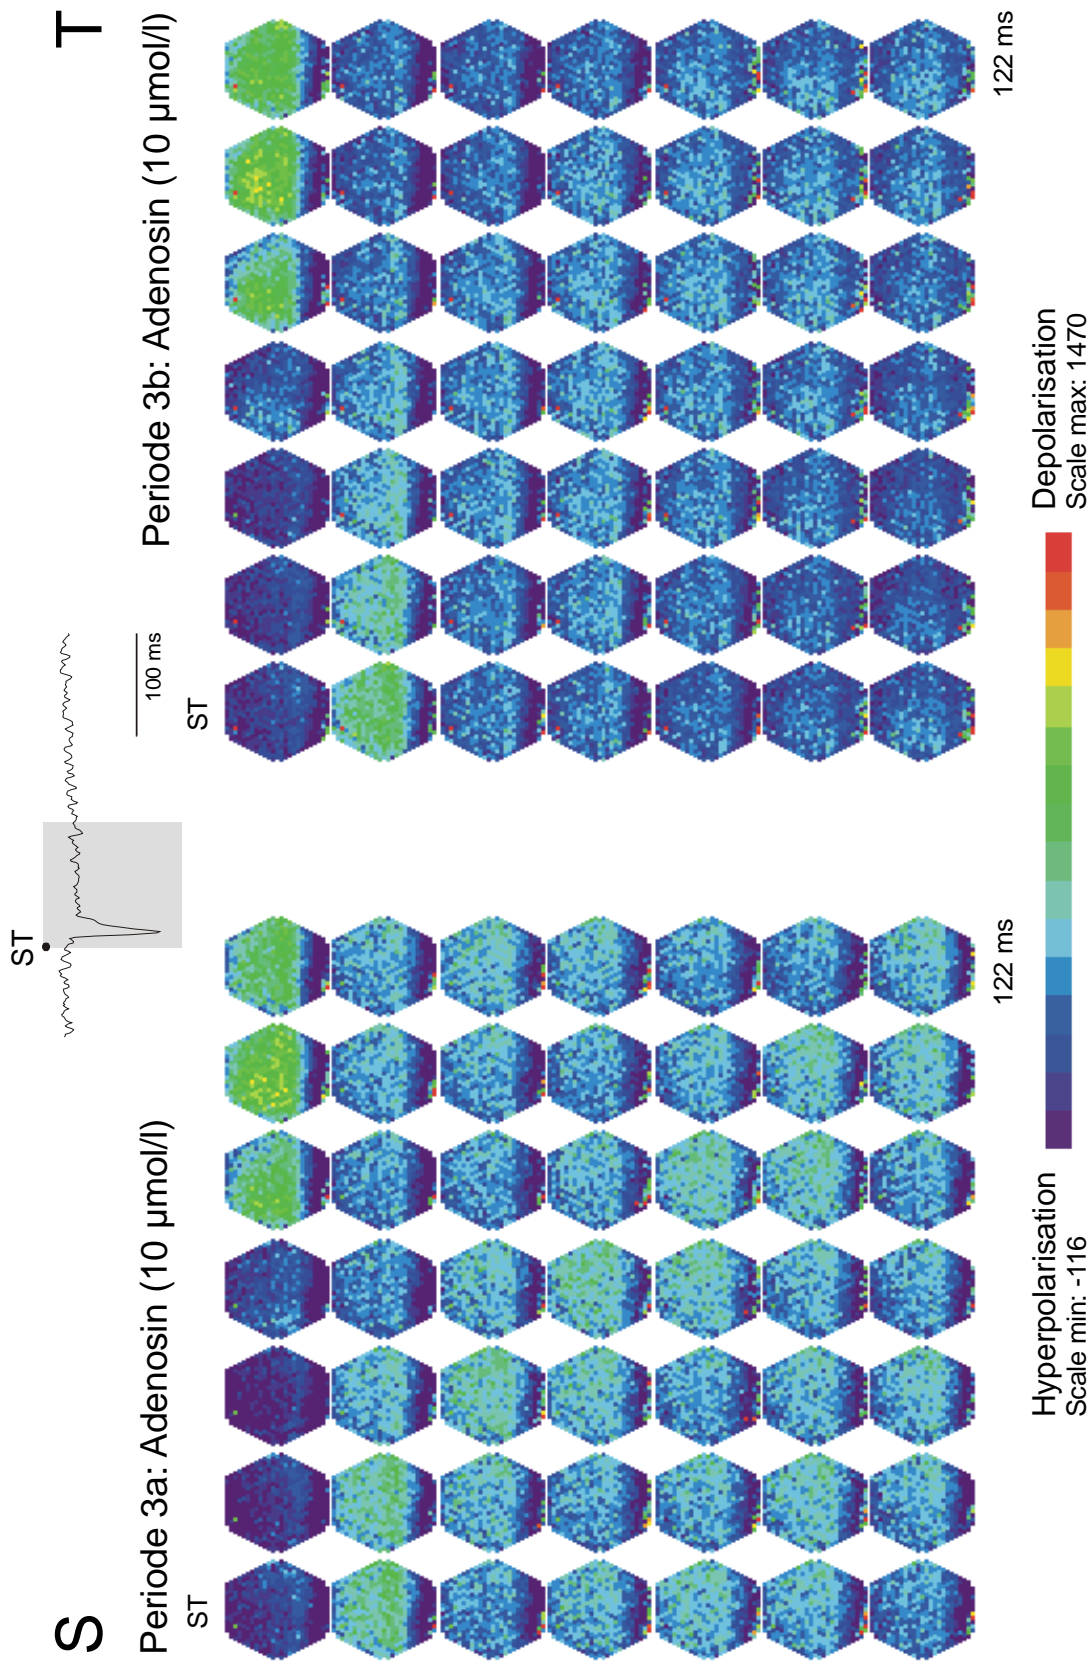 S
Periode 3a: Adenosin (10 µmol/l)
ST
122 ms
ST
100 ms
T
Periode 3b: Adenosin (10 µmol/l)
ST
122 ms
Hyperpolarisation
Scale min: -116
Depolarisation
Scale max: 1470